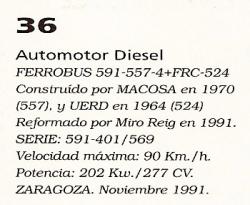 36
Automotor Diesel
FERROBUS 591-557-4+FRC-524
Construído por MACOSA en 1970
(557), y UERD en 1964 (524)
Reformado por Miro Reig en 1991.
SERIE: 591-401/569
Velocidad máxima: 90 Km./h.
Potencia: 202 Kw./277 CV.
ZARAGOZA. Noviembre 1991.